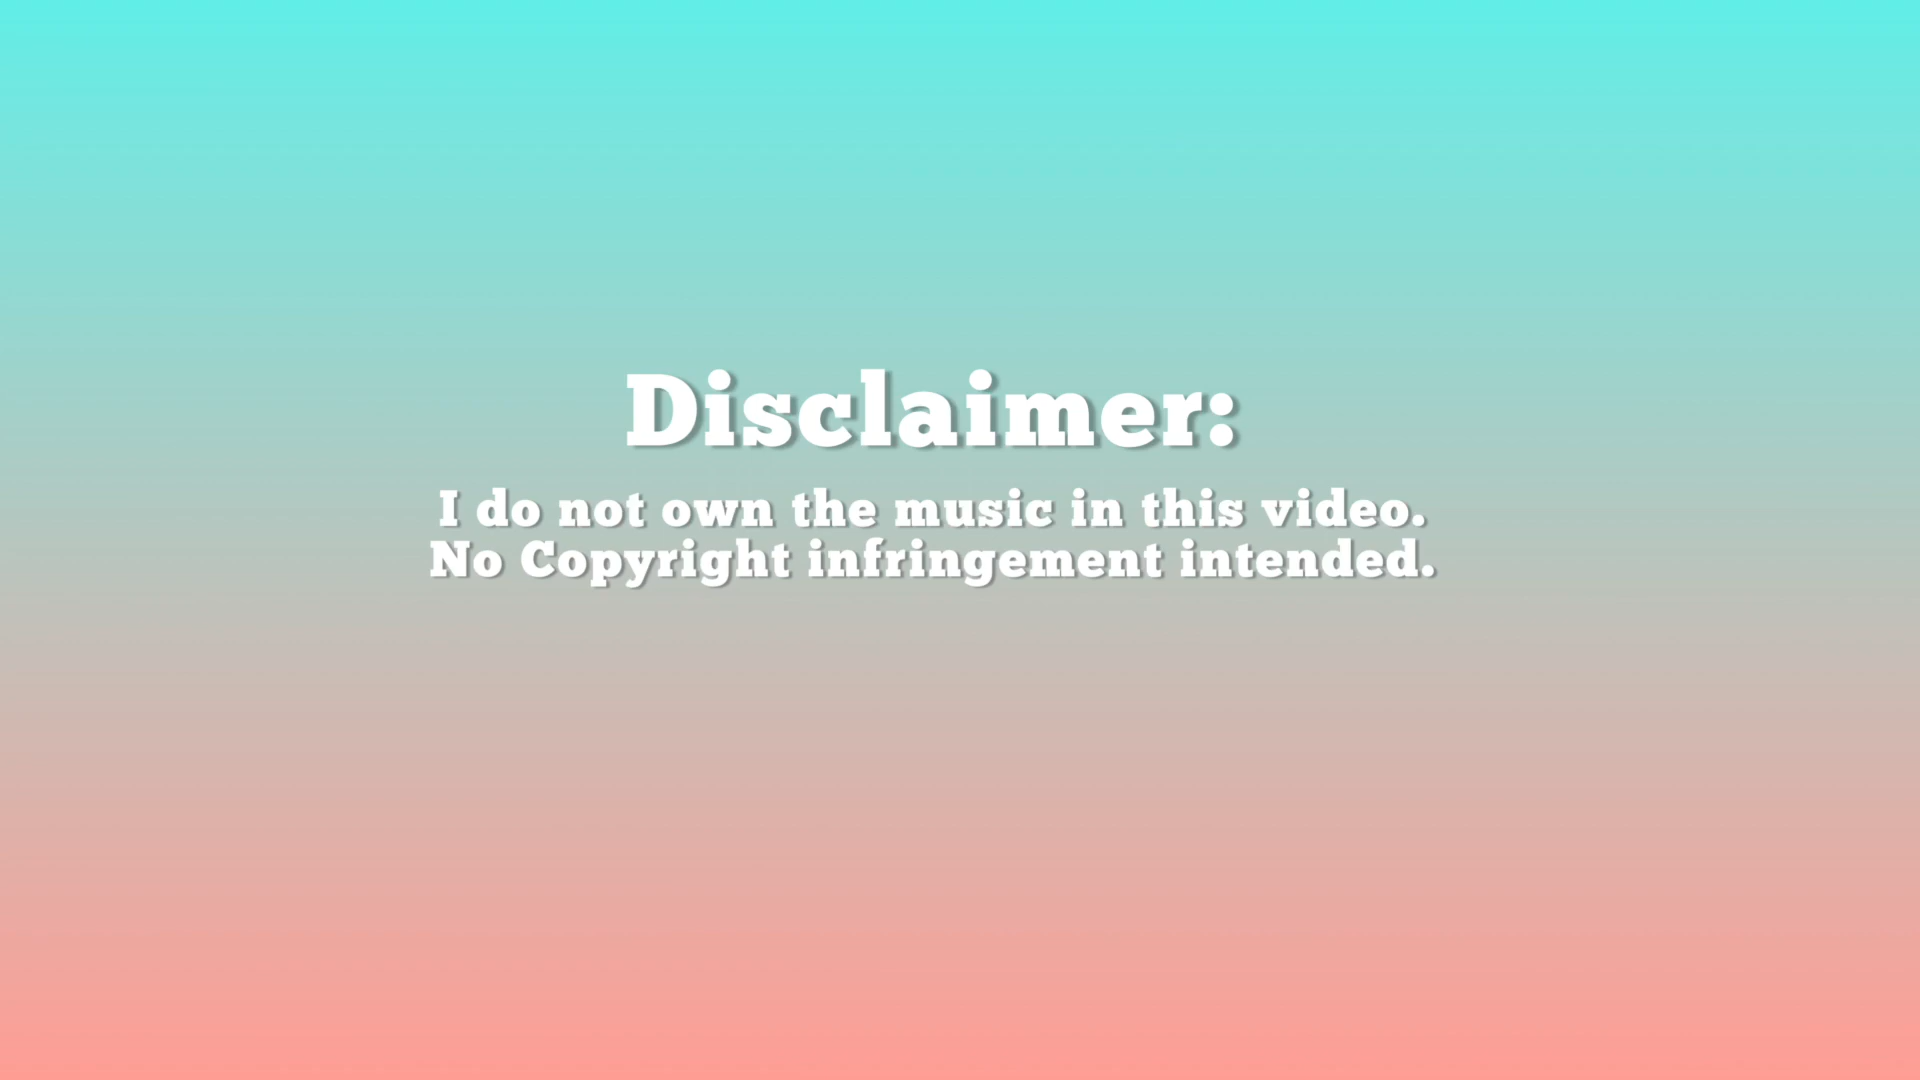 Disclaimer:
I do not own the music in this video.
No Copyright infringement intended.